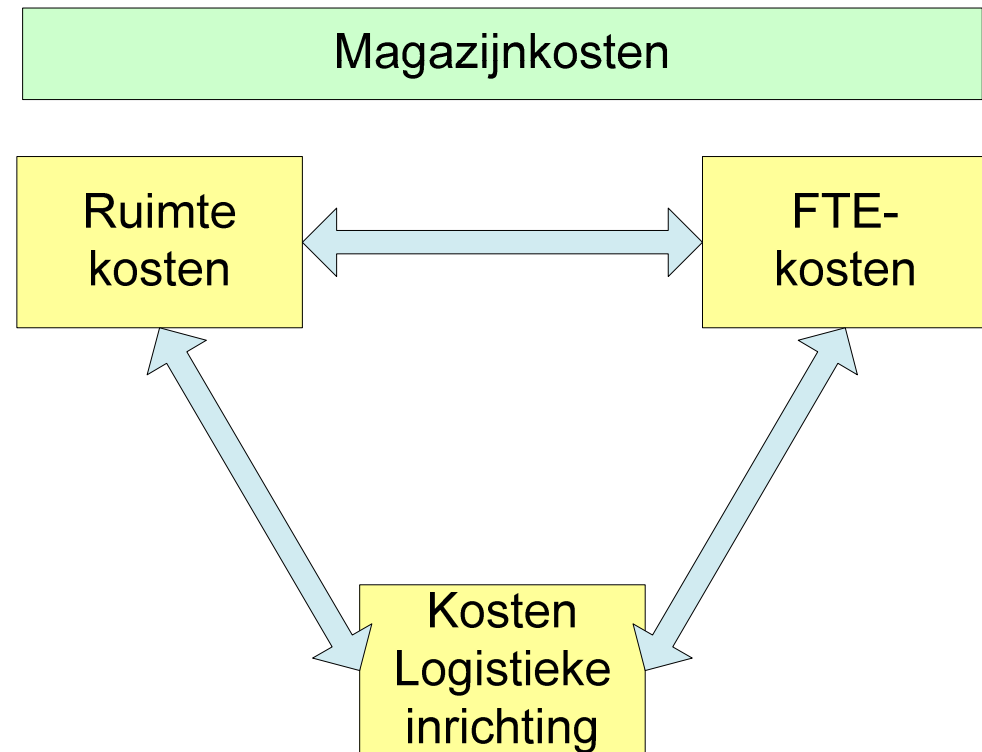 Magazijnkosten
Ruimte
kosten
FTE-
kosten
Kosten
Logistieke
inrichting